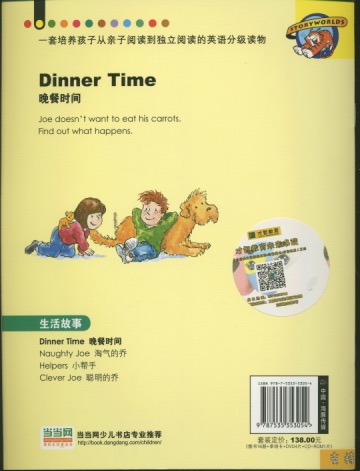 STORYWORLDS
一套培养孩子从亲子阅读到独立阅读的英语分级读物
Dinner Time
晚餐时间
Joe doesn't want to eat his carrots.
Find out what happens.
生活故事
Dinner Time 晚餐时间
Naughty Joe 淘气的乔
Helpers 小帮手
Clever Joe 聪明的乔
当当网
当当网少儿书店专业推荐
http://book.dangdang.com/children
9 787535 353054
套装定价：138.00元